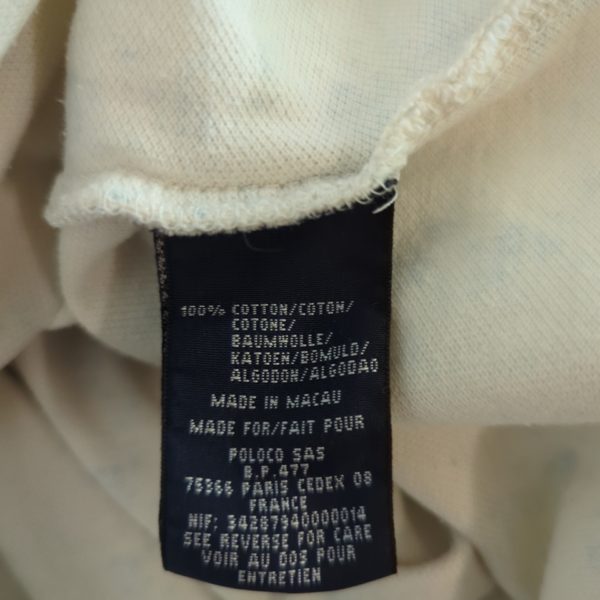 100% COTTON/COTON/
COTONE/
BAUMWOLLE/
KATOEN/BOMULD/
ALGODON/ALGODAO
MADE IN MACAU
MADE FOR/FAIT POUR
POLOCO SAS
B.P.477
75366 PARIS CEDEX 08
FRANCE
NIF: 34287940000014
SEE REVERSE FOR CARE
VOIR AU DOS POUR
ENTRETIEN